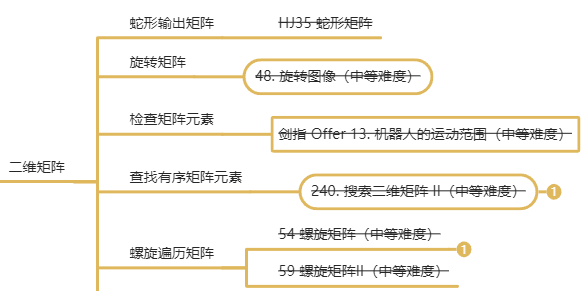 蛇形输出矩阵
HJ35 蛇形矩阵
旋转矩阵
48. 旋转图像（中等难度）
检查矩阵元素
剑指 Offer 13. 机器人的运动范围（中等难度）
二维矩阵
查找有序矩阵元素
240. 搜索二维矩阵 II（中等难度）
1
螺旋遍历矩阵
54 螺旋矩阵（中等难度）
1
59 螺旋矩阵II（中等难度）